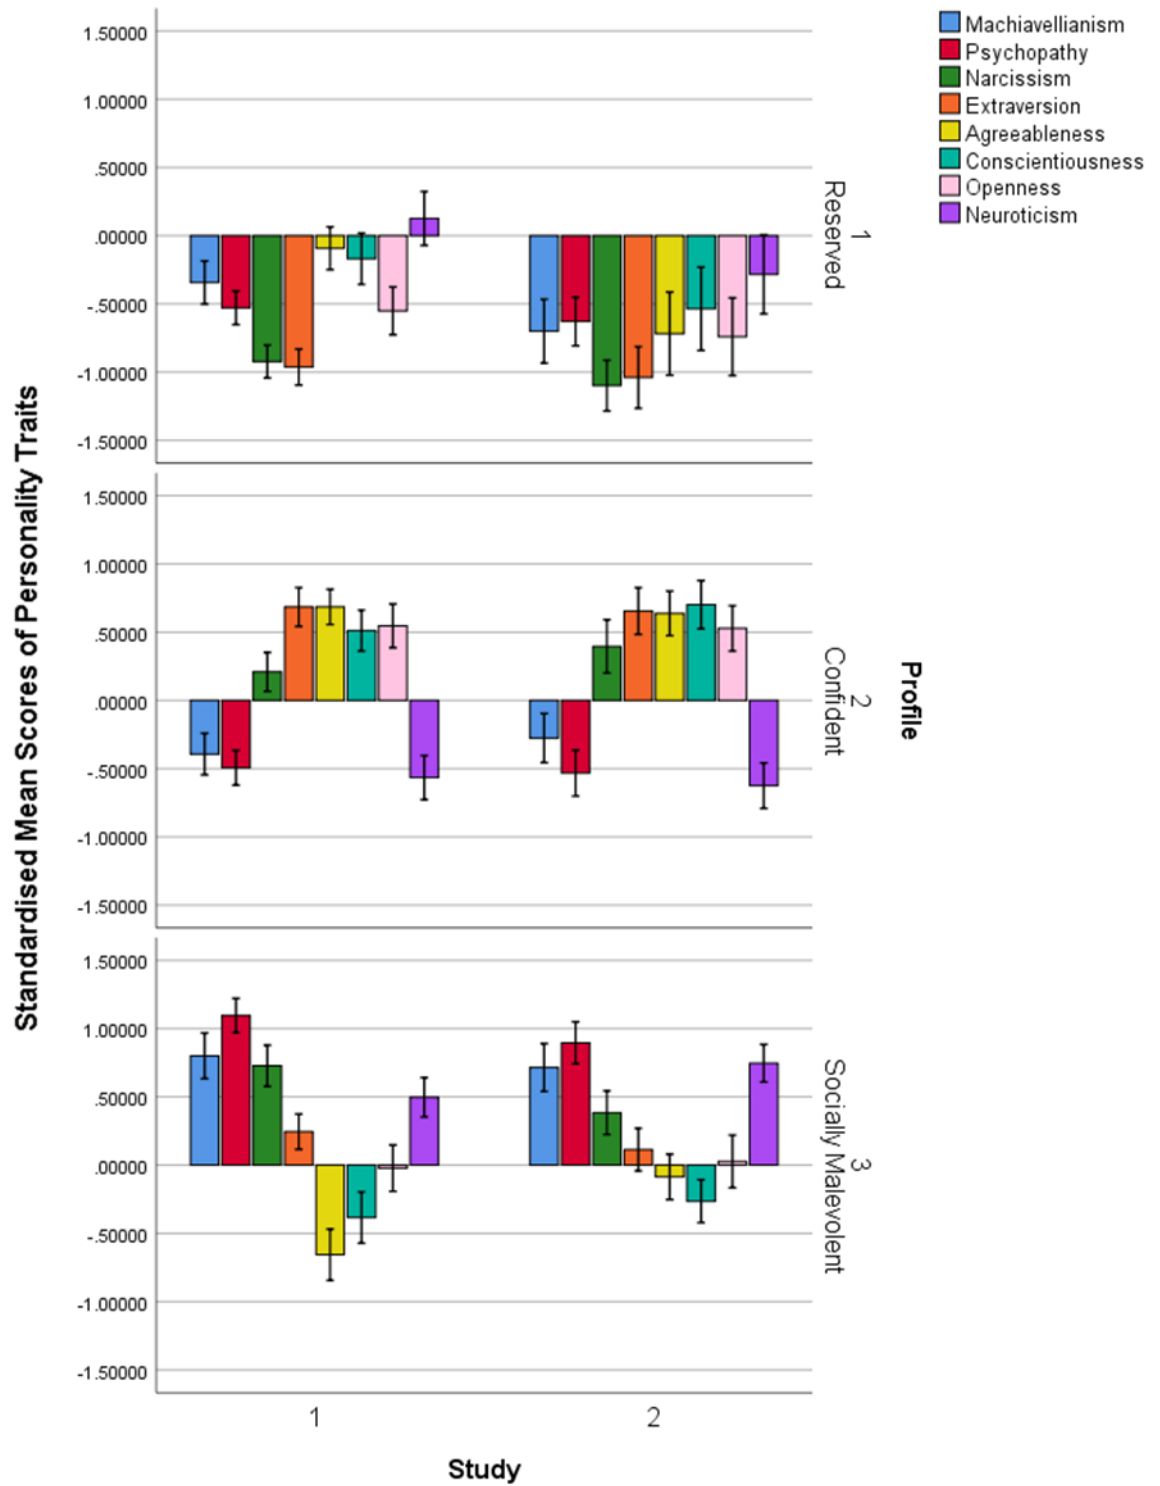 Machiavellianism
Psychopathy
Narcissism
Extraversion
Agreeableness
Conscientiousness
Openness
Neuroticism
Standardised Mean Scores of Personality Traits
1.50000
1.00000
.50000
.00000
-.50000
-1.00000
-1.50000
1
Reserved
1.50000
1.00000
.50000
.00000
-.50000
-1.00000
-1.50000
2
Confident
Profile
1.50000
1.00000
.50000
.00000
-.50000
-1.00000
-1.50000
3
Socially Malevolent
1 2
Study